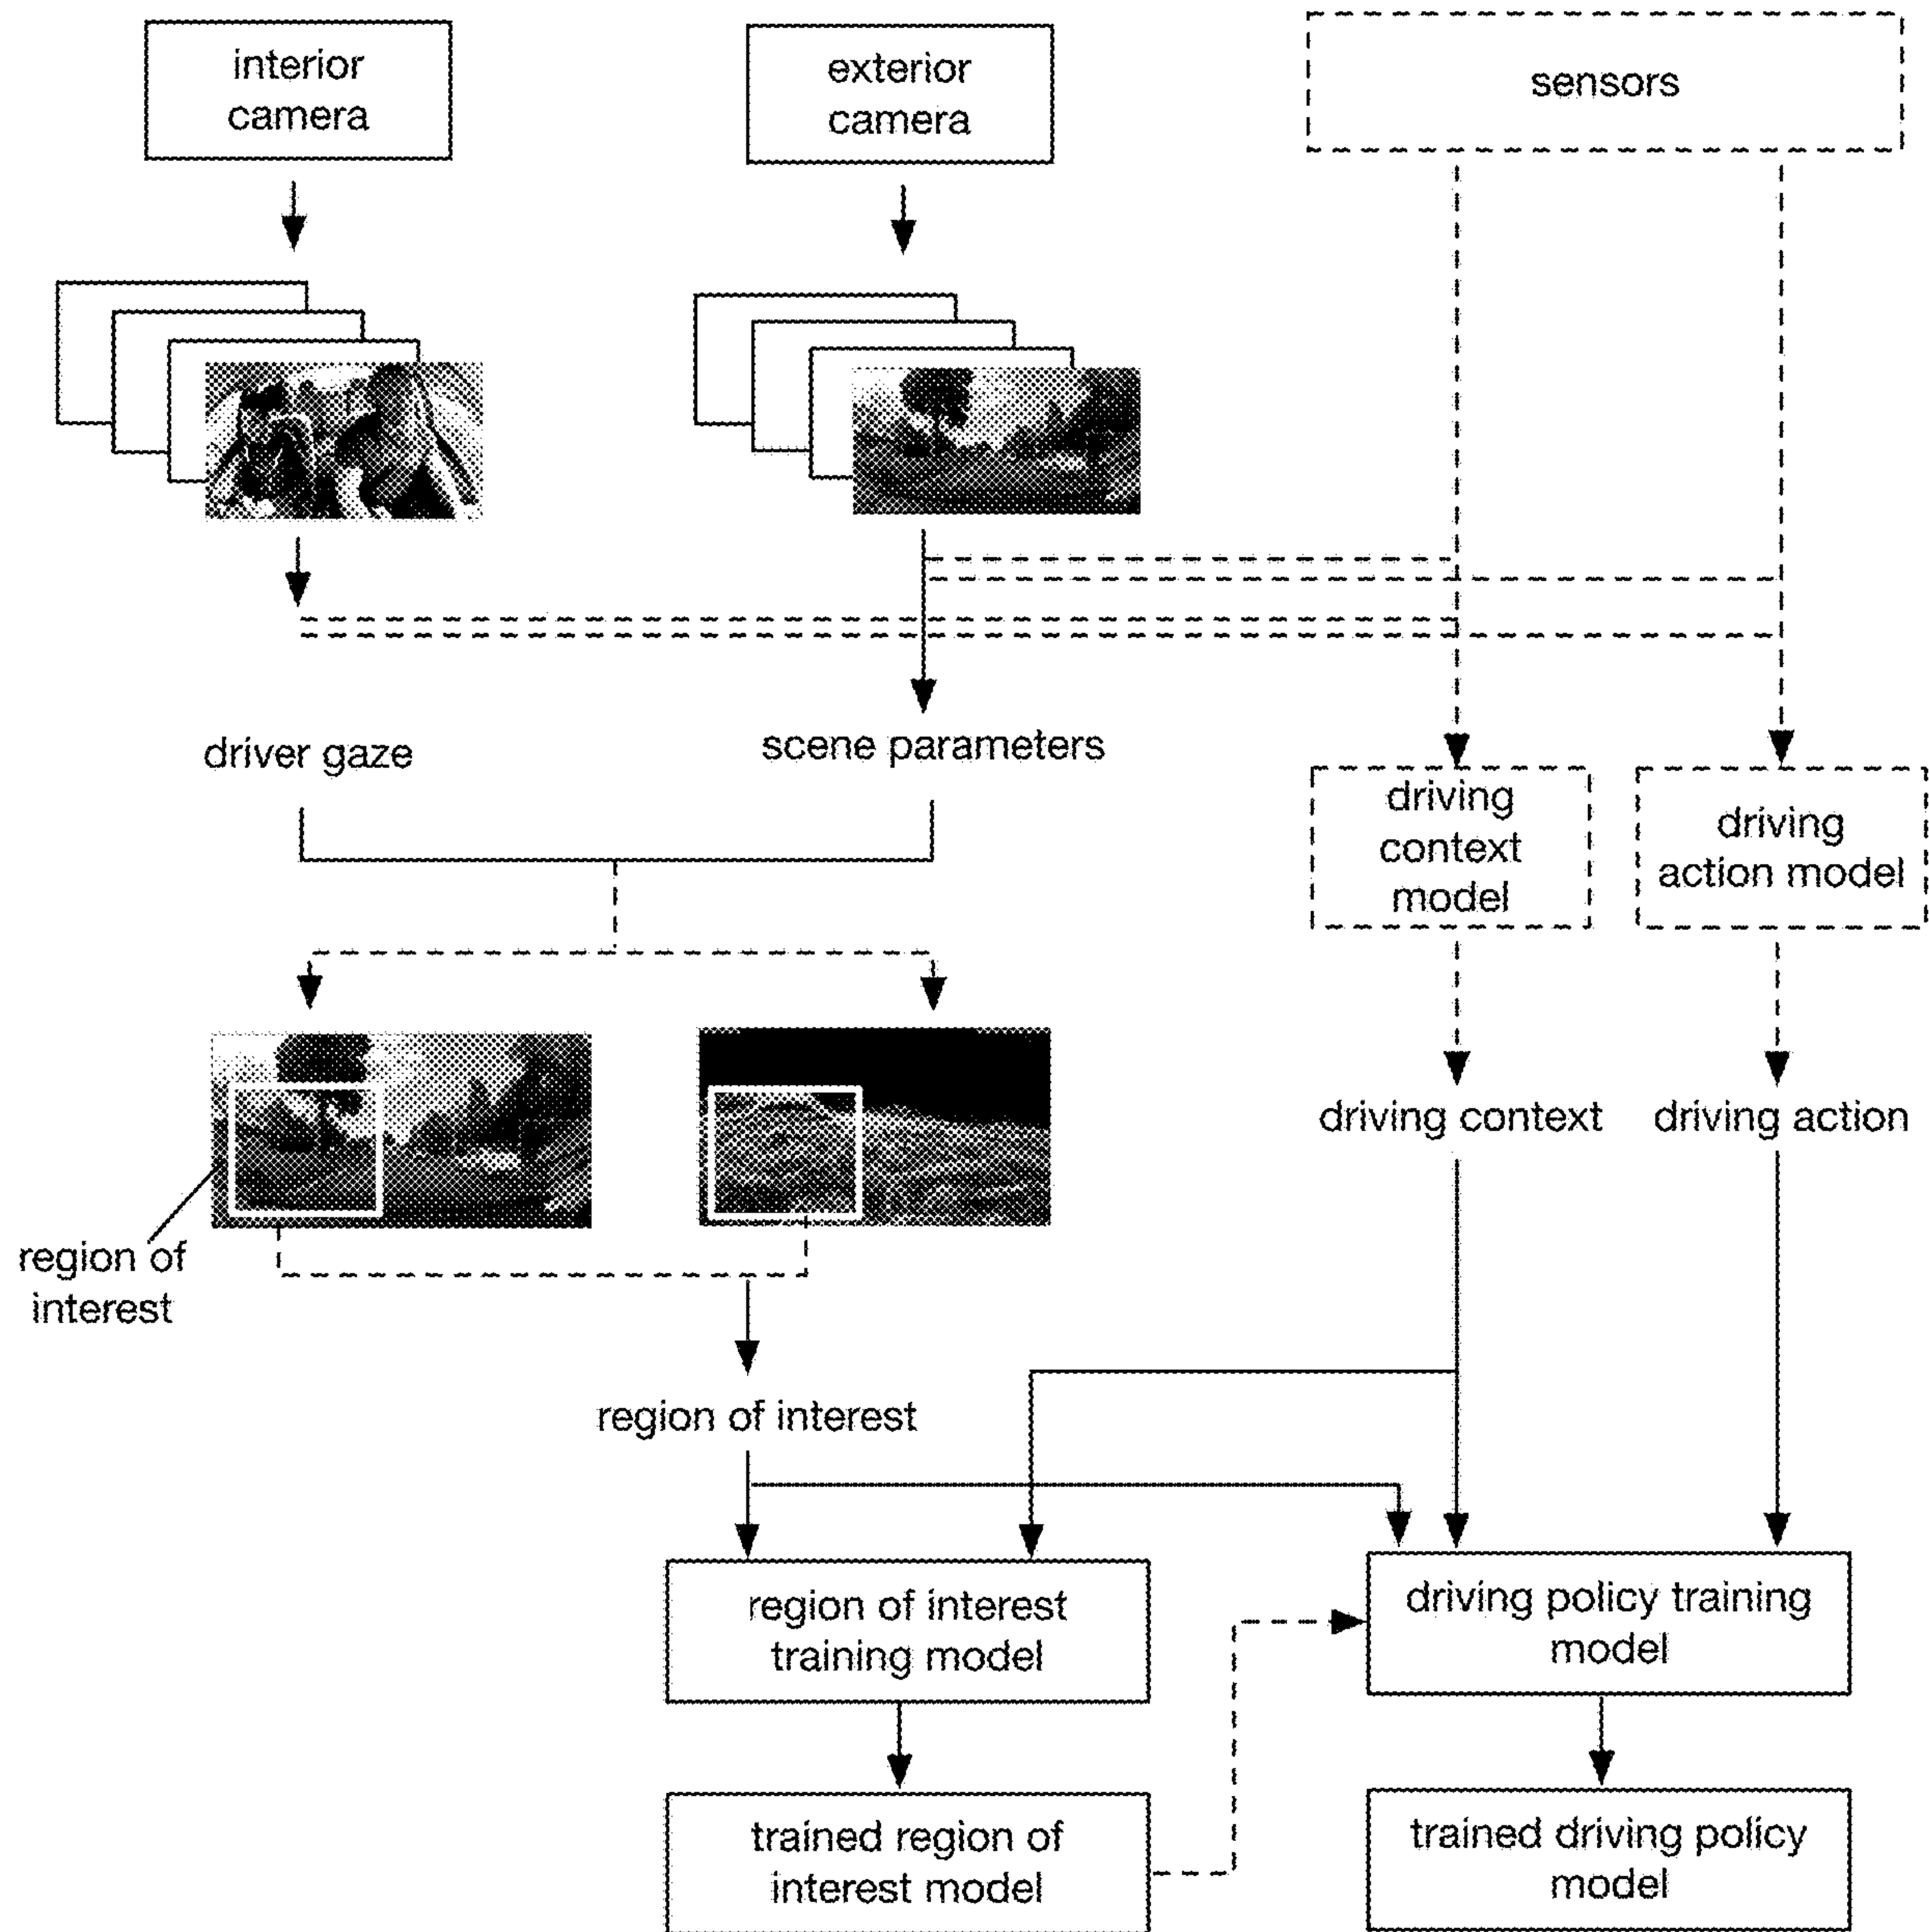 interior
camera
exterior
camera
sensors
driver gaze
scene parameters
driving
context
model
driving
action model
driving context
driving action
region of
interest
region of interest
region of interest
training model
driving policy training
model
trained region of
interest model
trained driving policy
model